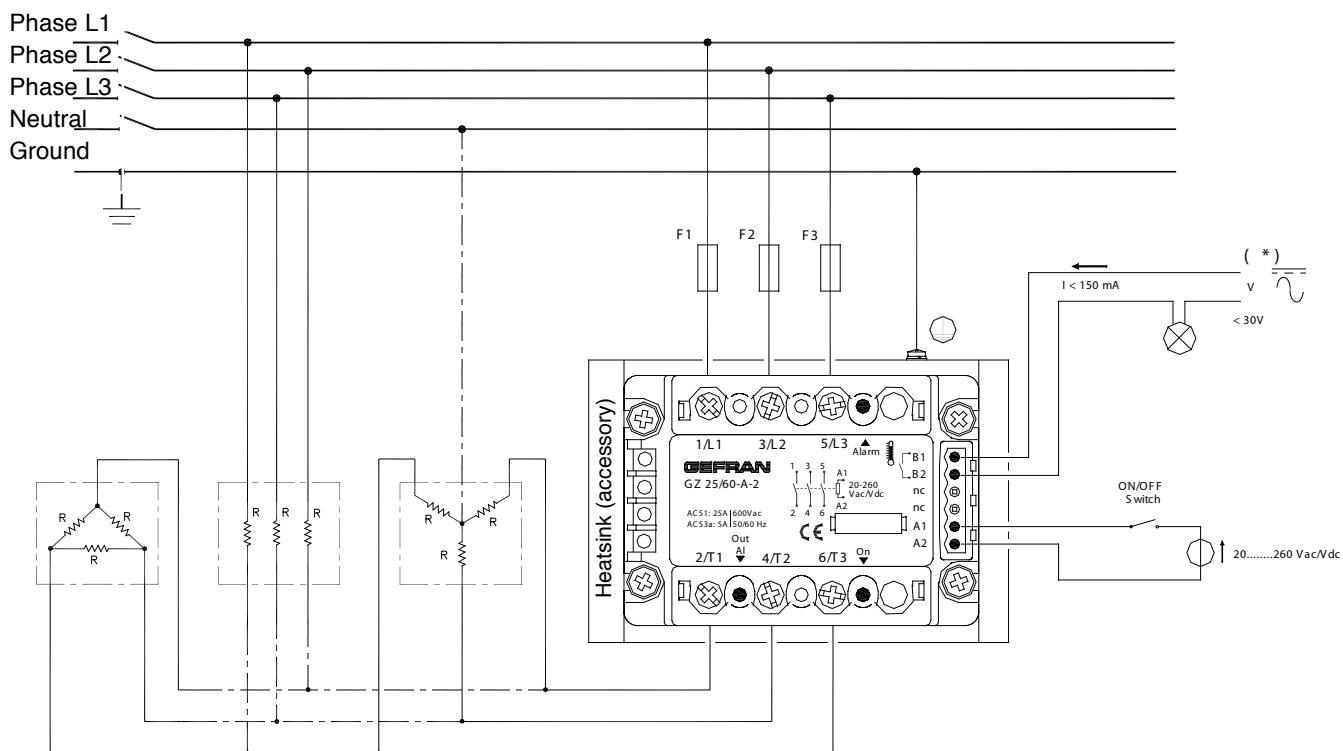 Phase L1
Phase L2
Phase L3
Neutral
Ground
F1 F2 F3
( * )
I < 150 mA
V
< 30V
Heatsink (accessory)
1/L1 3/L2 5/L3
Alarm
B1
B2
nc
nc
A1
A2
GEFRAN
GZ 25/60-A-2
1 3 5
A1
20-260
Vac/Vdc
A2
2 4 6
AC51: 25A 600Vac
AC53a: 5A 50/60 Hz
CE
Out
Al
2/T1 4/T2 6/T3
On
ON/OFF
Switch
20........260 Vac/Vdc
R R
R
R R R
R R
R